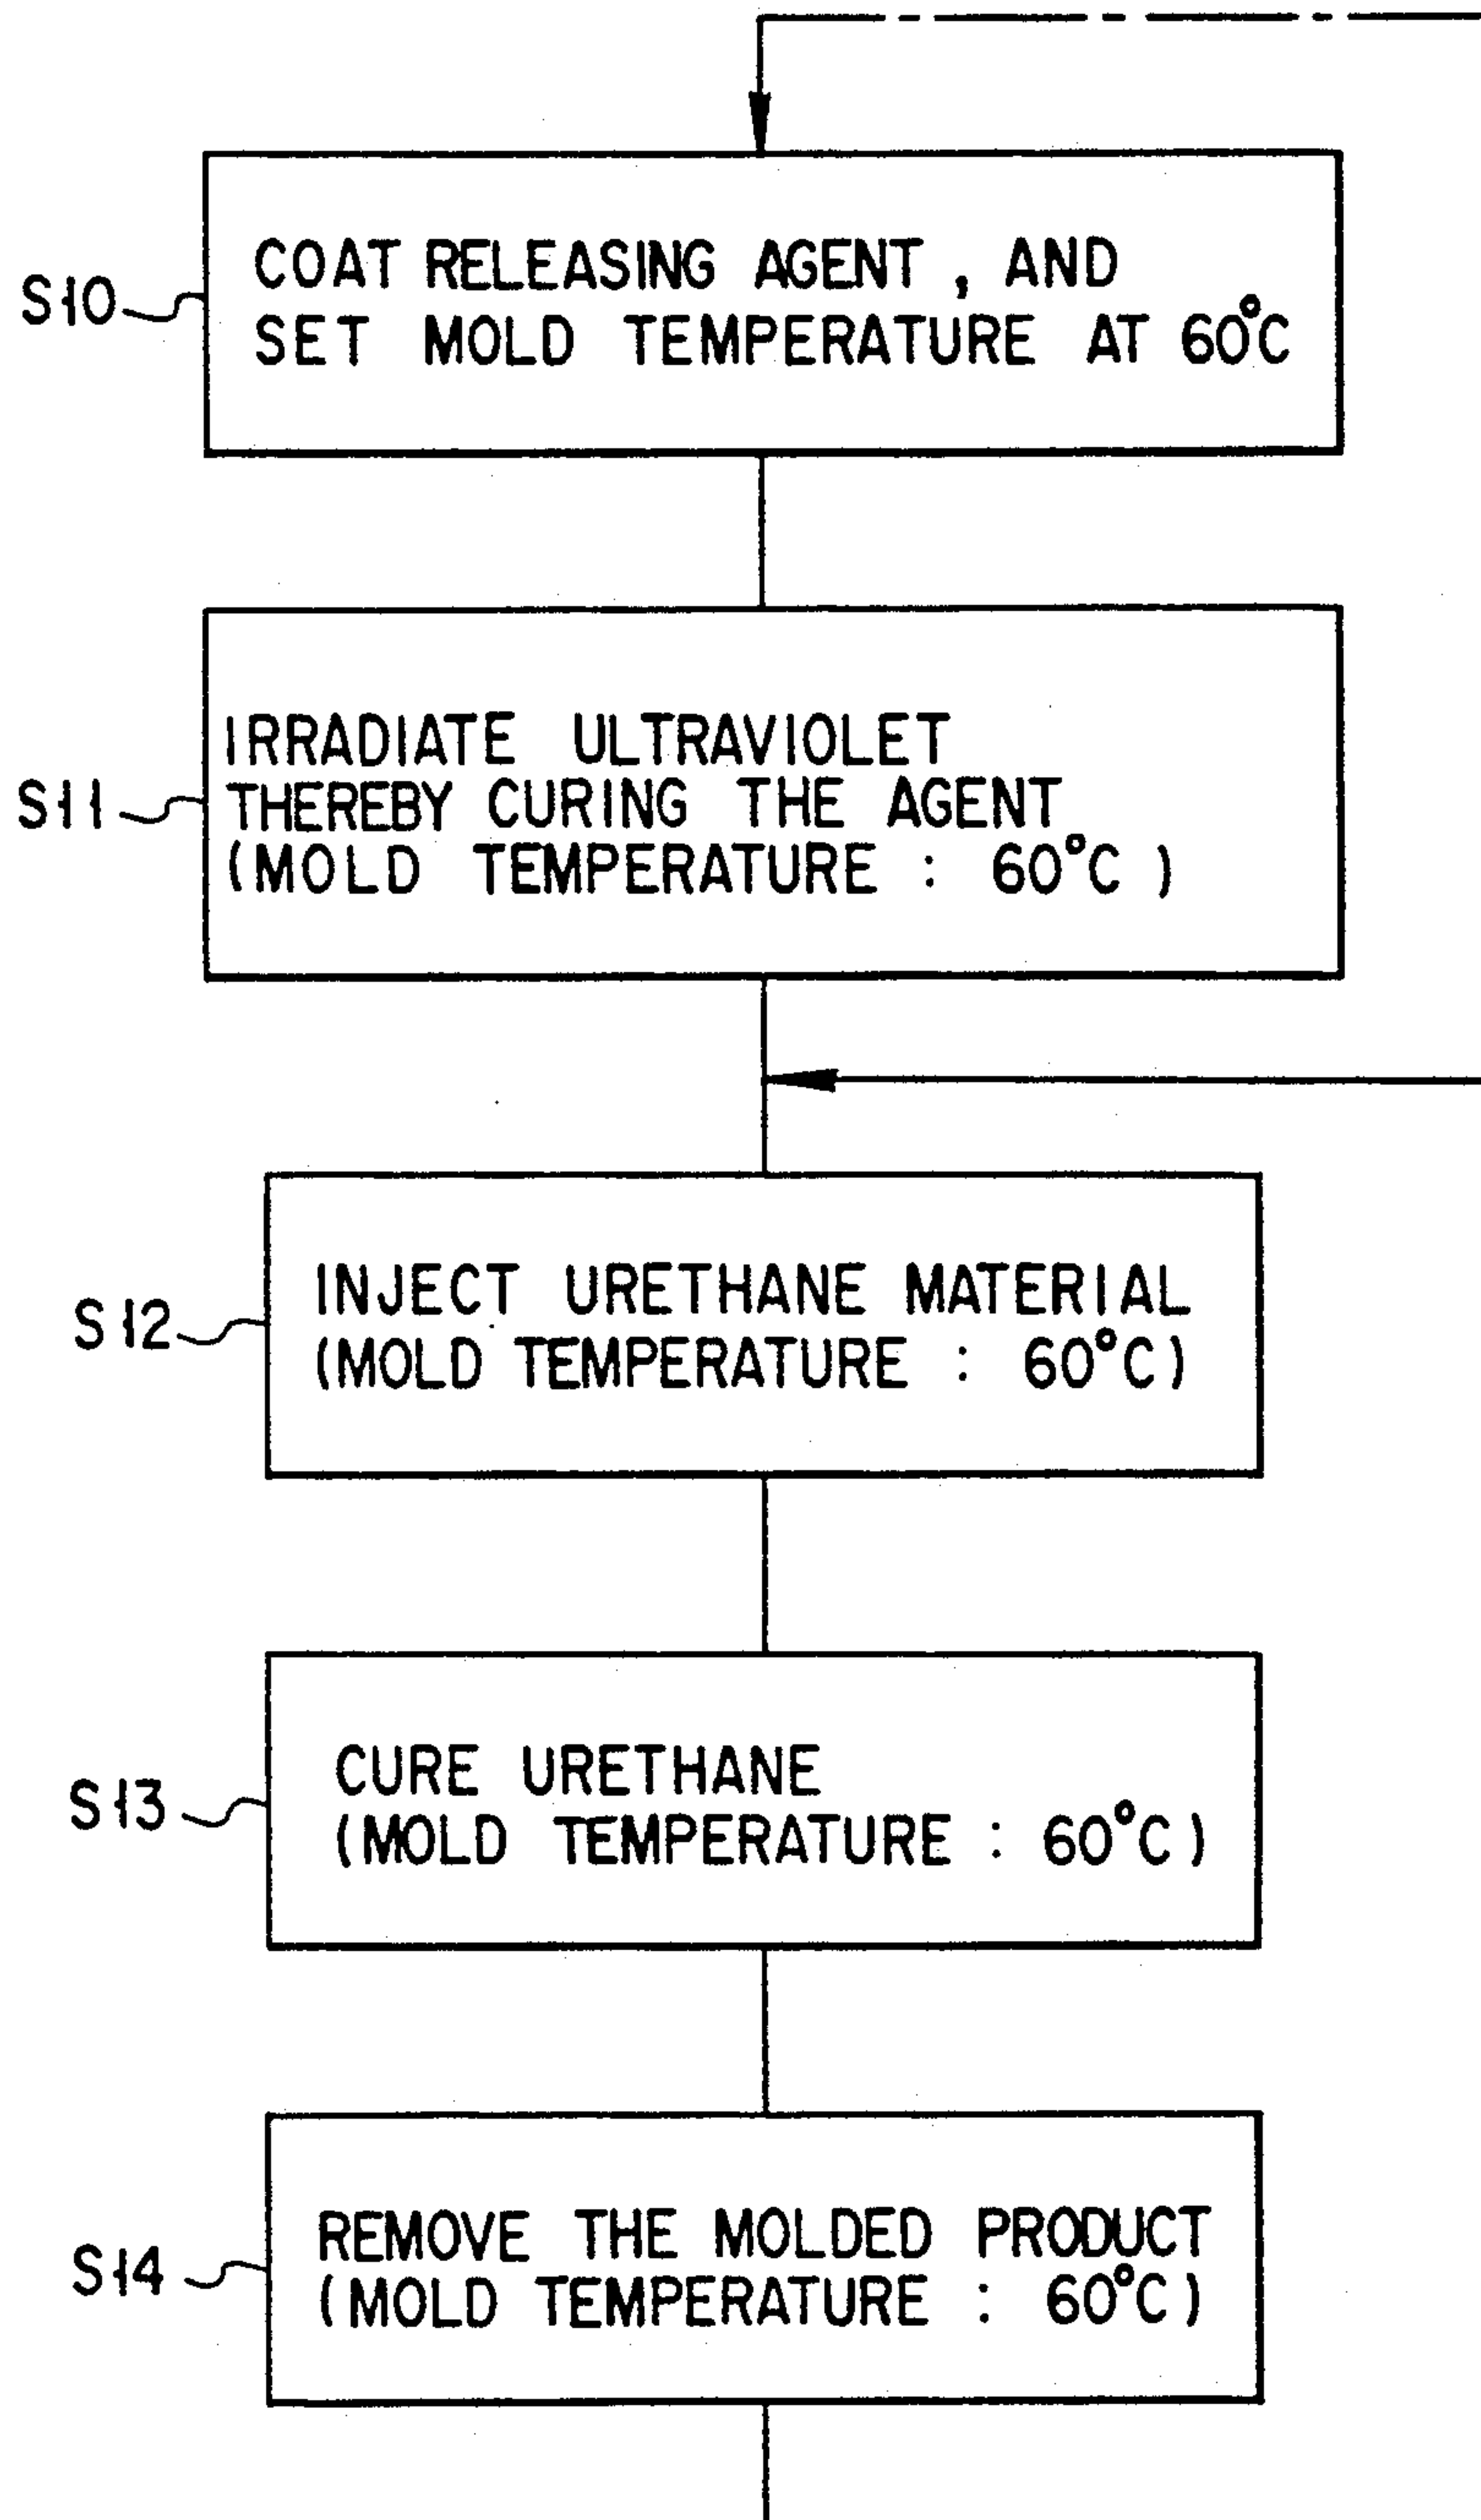 S10
COAT RELEASING AGENT, AND
SET MOLD TEMPERATURE AT 60°C
S11
IRRADIATE ULTRAVIOLET
THEREBY CURING THE AGENT
(MOLD TEMPERATURE : 60°C )
S12
INJECT URETHANE MATERIAL
(MOLD TEMPERATURE : 60°C)
S13
CURE URETHANE
(MOLD TEMPERATURE : 60°C )
S14
REMOVE THE MOLDED PRODUCT
(MOLD TEMPERATURE : 60°C)